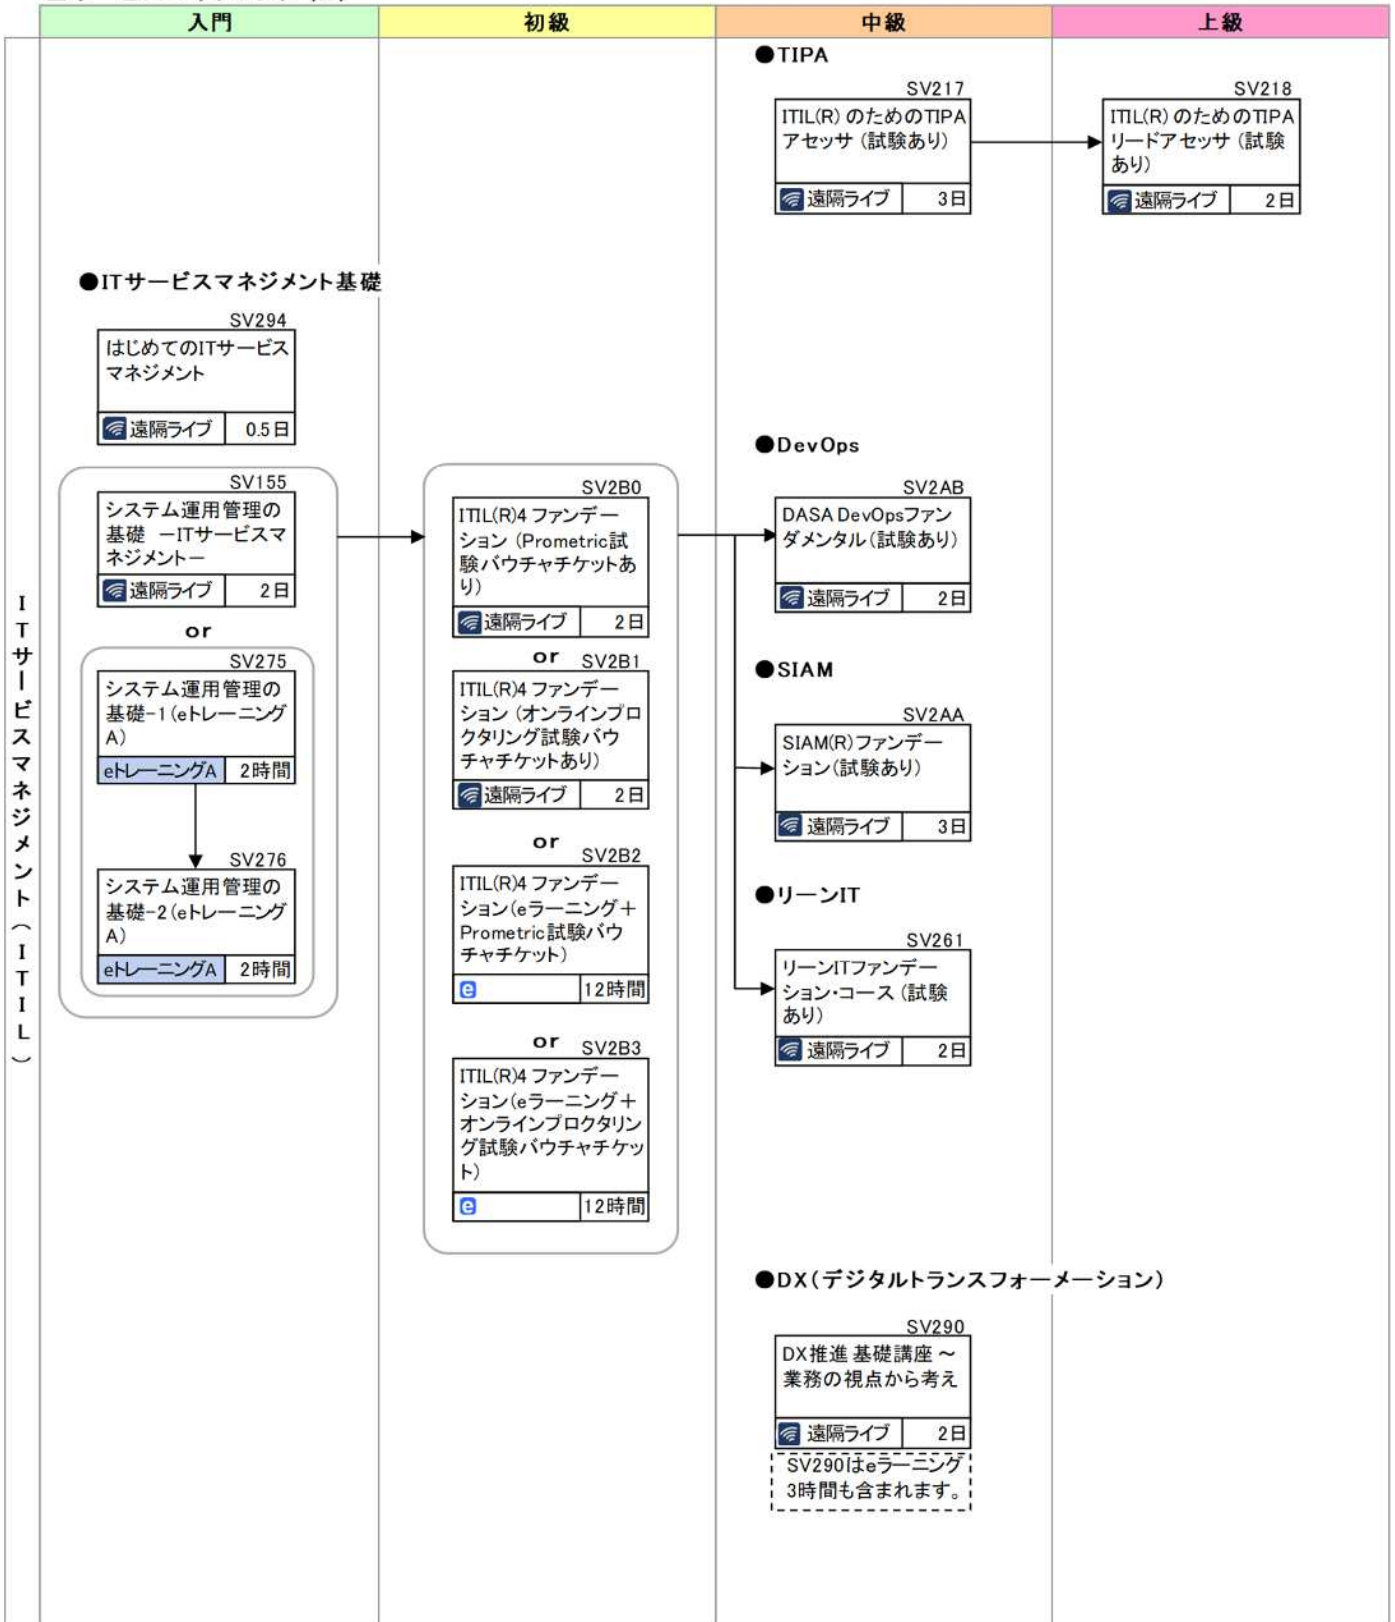 入門
初級
中級
上級
ITサービスマネジメント（ITIL）
●TIPA
SV217
ITIL(R) のためのTIPA
アセッサ（試験あり）
遠隔ライブ 3日
SV218
ITIL(R) のためのTIPA
リードアセッサ（試験
あり）
遠隔ライブ 2日
●ITサービスマネジメント基礎
SV294
はじめてのITサービス
マネジメント
遠隔ライブ 0.5日
SV155
システム運用管理の
基礎 －ITサービスマ
ネジメント－
遠隔ライブ 2日
or
SV275
システム運用管理の
基礎-1（eトレーニング
A）
eトレーニングA 2時間
SV276
システム運用管理の
基礎-2（eトレーニング
A）
eトレーニングA 2時間
SV2B0
ITIL(R)4 ファンデー
ション（Prometric試
験バウチャチケットあ
り）
遠隔ライブ 2日
or
SV2B1
ITIL(R)4 ファンデー
ション（オンラインプロ
クタリング試験バウ
チャチケットあり）
遠隔ライブ 2日
or
SV2B2
ITIL(R)4 ファンデー
ション（eラーニング＋
Prometric試験バウ
チャチケット）
e 12時間
or
SV2B3
ITIL(R)4 ファンデー
ション（eラーニング＋
オンラインプロクタリン
グ試験バウチャチケッ
ト）
e 12時間
●DevOps
SV2AB
DASA DevOpsファン
ダメンタル（試験あり）
遠隔ライブ 2日
●SIAM
SV2AA
SIAM(R)ファンデー
ション（試験あり）
遠隔ライブ 3日
●リーンIT
SV261
リーンITファンデー
ション・コース（試験
あり）
遠隔ライブ 2日
●DX（デジタルトランスフォーメーション）
SV290
DX推進 基礎講座 ～
業務の視点から考え
遠隔ライブ 2日
SV290はeラーニング
3時間も含まれます。